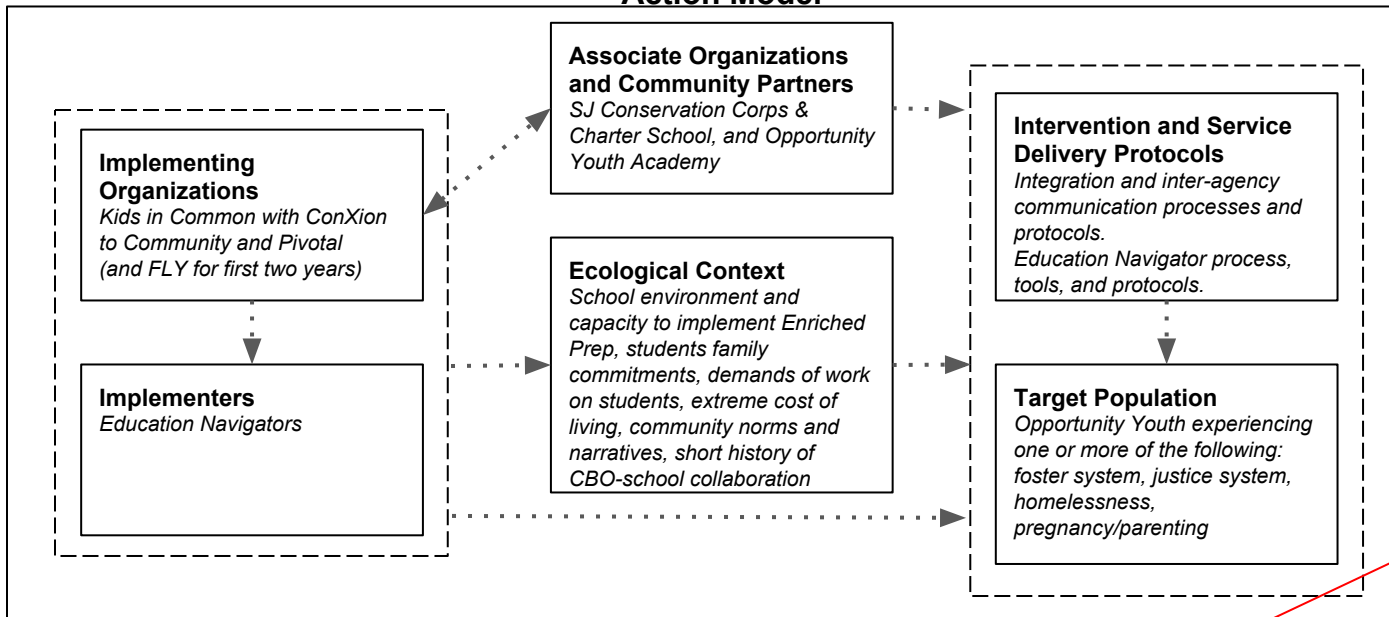 Action Model
Implementing
Organizations
Kids in Common with ConXion
to Community and Pivotal
(and FLY for first two years)
Implementers
Education Navigators
Associate Organizations
and Community Partners
SJ Conservation Corps &
Charter School, and Opportunity
Youth Academy
Ecological Context
School environment and
capacity to implement Enriched
Prep, students family
commitments, demands of work
on students, extreme cost of
living, community norms and
narratives, short history of
CBO-school collaboration
Intervention and Service
Delivery Protocols
Integration and inter-agency
communication processes and
protocols.
Education Navigator process,
tools, and protocols.
Target Population
Opportunity Youth experiencing
one or more of the following:
foster system, justice system,
homelessness,
pregnancy/parenting